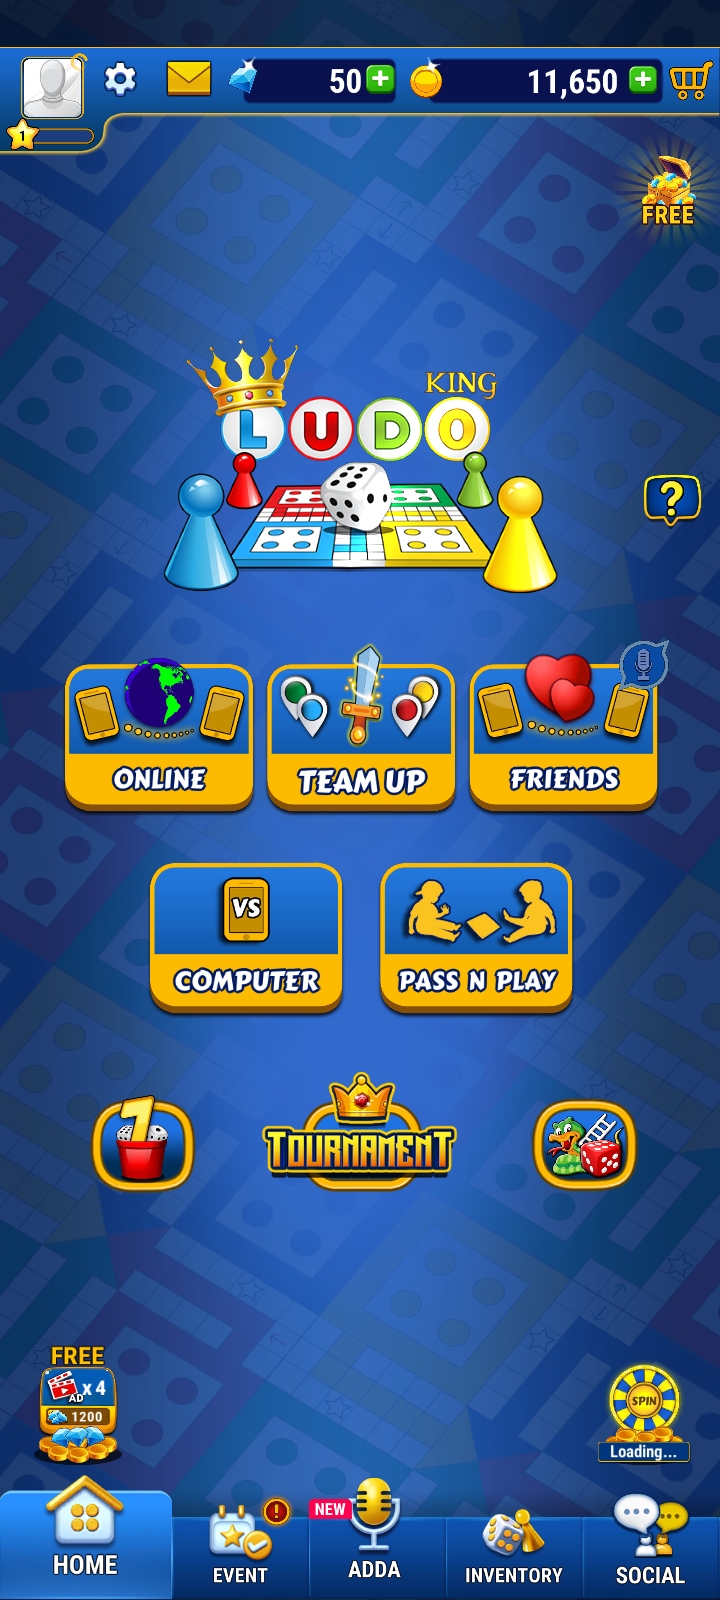 50
11,650
1
FREE
KING
LUDO
?
ONLINE
TEAM UP
FRIENDS
VS
COMPUTER
PASS N PLAY
7
TOURNAMENT
FREE
AD x 4
1200
SPIN
Loading...
HOME
EVENT
NEW
ADDA
INVENTORY
SOCIAL